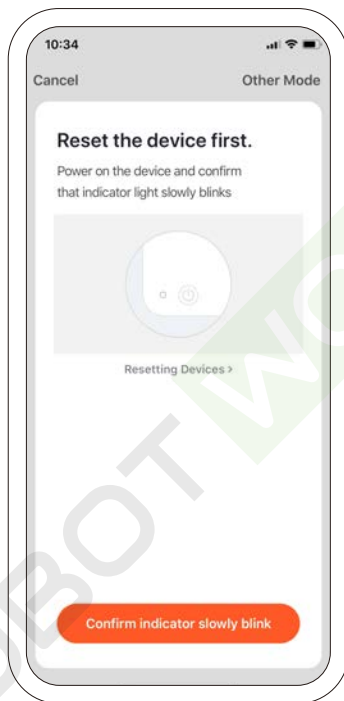 10:34
Cancel Other Mode
Reset the device first.
Power on the device and confirm
that indicator light slowly blinks
Resetting Devices >
Confirm indicator slowly blink